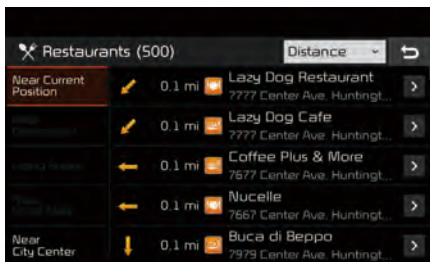 Restaurants (500)
Distance
Near Current
Position
0.1 mi Lazy Dog Restaurant
7777 Center Ave. Huntingt...
0.1 mi Lazy Dog Cafe
7777 Center Ave. Huntingt...
0.1 mi Coffee Plus & More
7677 Center Ave. Huntingt...
0.1 mi Nucelle
7667 Center Ave. Huntingt...
Near
City Center
0.1 mi Buca di Beppo
7979 Center Ave. Huntingt...